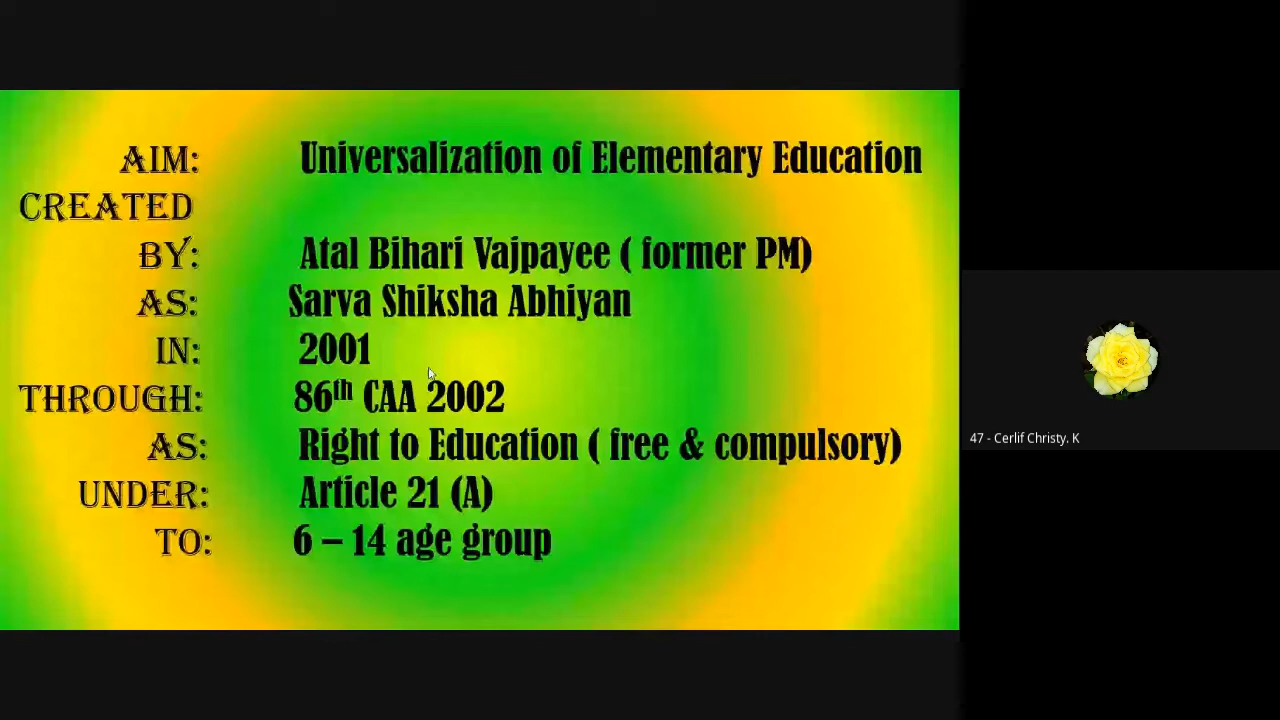 AIM: Universalization of Elementary Education
CREATED
BY: Atal Bihari Vajpayee ( former PM)
AS: Sarva Shiksha Abhiyan
IN: 2001
THROUGH: 86th CAA 2002
AS: Right to Education ( free & compulsory)
UNDER: Article 21 (A)
TO: 6 – 14 age group
47 - Cerlif Christy. K